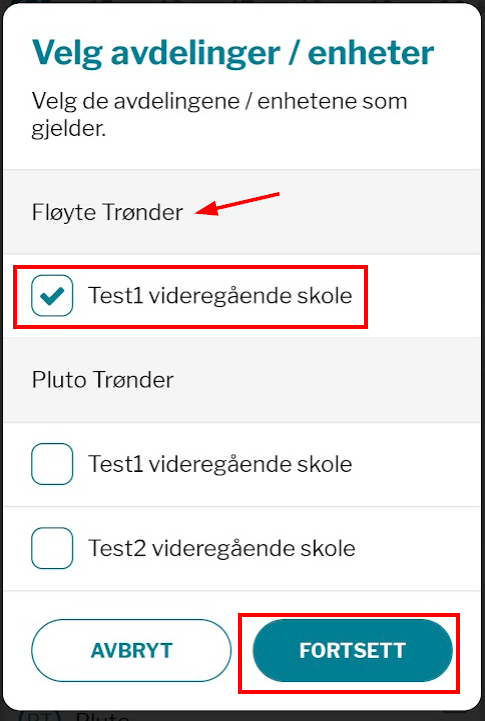 Velg avdelinger / enheter
Velg de avdelingene / enhetene som
gjelder.
Fløyte Trønder
Test1 videregående skole
Pluto Trønder
Test1 videregående skole
Test2 videregående skole
AVBRYT
FORTSETT
Pluto